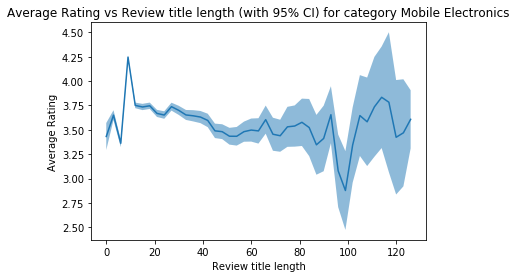 Average Rating vs Review title length (with 95% CI) for category Mobile Electronics
4.50
4.25
4.00
3.75
3.50
3.25
3.00
2.75
2.50
Average Rating
0 20 40 60 80 100 120
Review title length